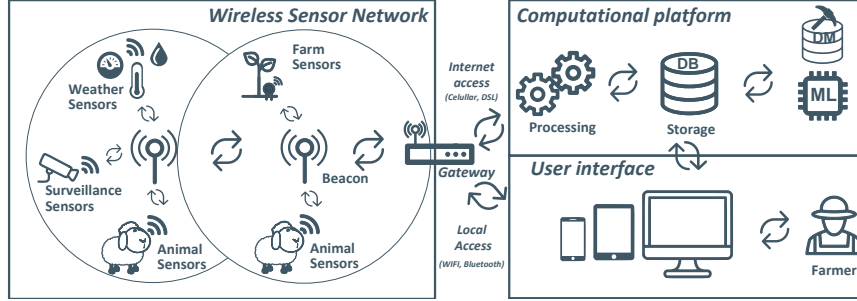 Wireless Sensor Network
Weather
Sensors
Farm
Sensors
Surveillance
Sensors
Beacon
Animal
Sensors
Animal
Sensors
Internet
access
(Celullar, DSL)
Gateway
Local
Access
(WIFI, Bluetooth)
Computational platform
Processing
DB
Storage
DM
ML
User interface
Farmer